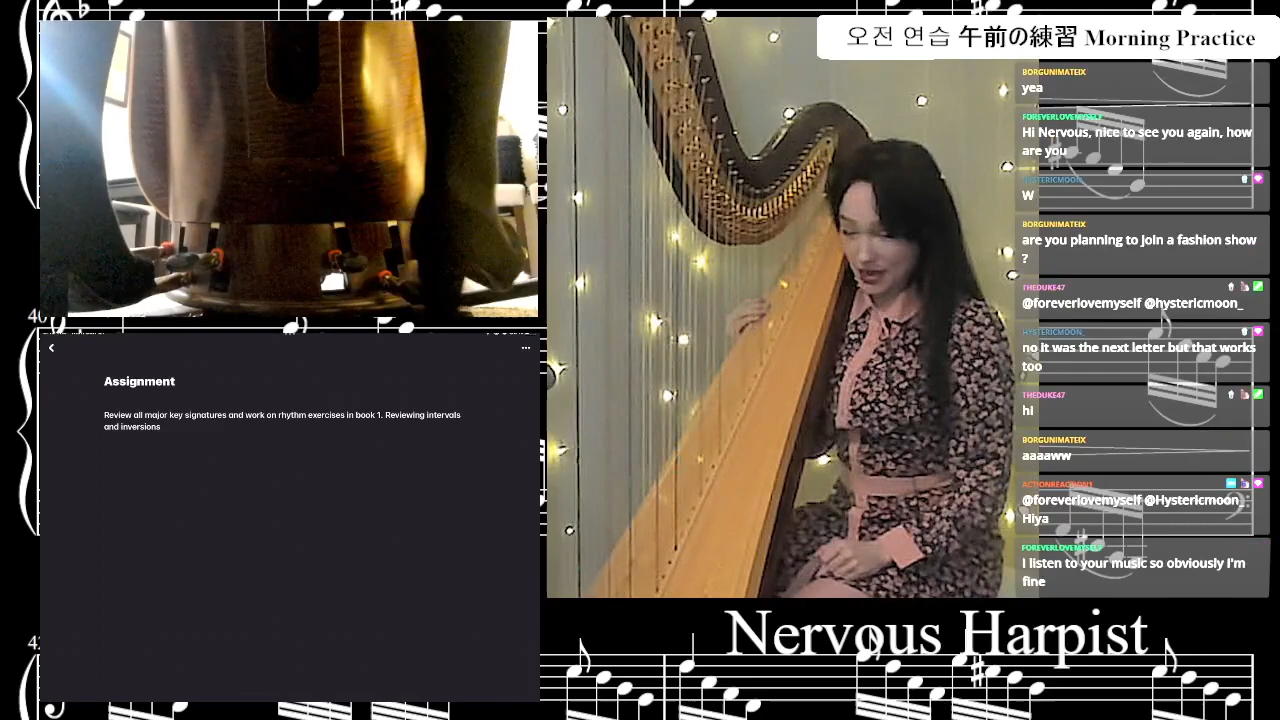 오전 연습 午前の練習 Morning Practice
BORGUNIMATEIX
yea
FOREVERLOVEMYSELF
Hi Nervous, nice to see you again, how
are you
HYSTERICMOON_
W
BORGUNIMATEIX
are you planning to join a fashion show
?
THEDUKE47
@foreverlovemyself @hystericmoon_
HYSTERICMOON_
no it was the next letter but that works
too
THEDUKE47
hi
BORGUNIMATEIX
aaaaww
ACTIONREACTION1
@foreverlovemyself @Hystericmoon_
Hiya
FOREVERLOVEMYSELF
I listen to your music so obviously I'm
fine
Assignment
Review all major key signatures and work on rhythm exercises in book 1. Reviewing intervals
and inversions
Nervous Harpist